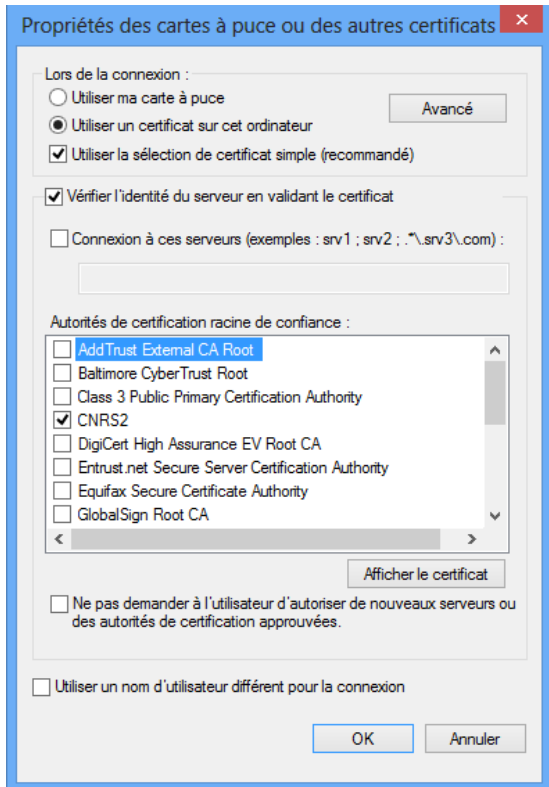 Propriétés des cartes à puce ou des autres certificats
Lors de la connexion :
Utiliser ma carte à puce
Avancé
Utiliser un certificat sur cet ordinateur
Utiliser la sélection de certificat simple (recommandé)
Vérifier l'identité du serveur en validant le certificat
Connexion à ces serveurs (exemples : srv1 ; srv2 ; .*\.srv3\.com) :
Autorités de certification racine de confiance :
AddTrust External CA Root
Baltimore CyberTrust Root
Class 3 Public Primary Certification Authority
CNRS2
DigiCert High Assurance EV Root CA
Entrust.net Secure Server Certification Authority
Equifax Secure Certificate Authority
GlobalSign Root CA
Afficher le certificat
Ne pas demander à l'utilisateur d'autoriser de nouveaux serveurs ou
des autorités de certification approuvées.
Utiliser un nom d'utilisateur différent pour la connexion
OK
Annuler